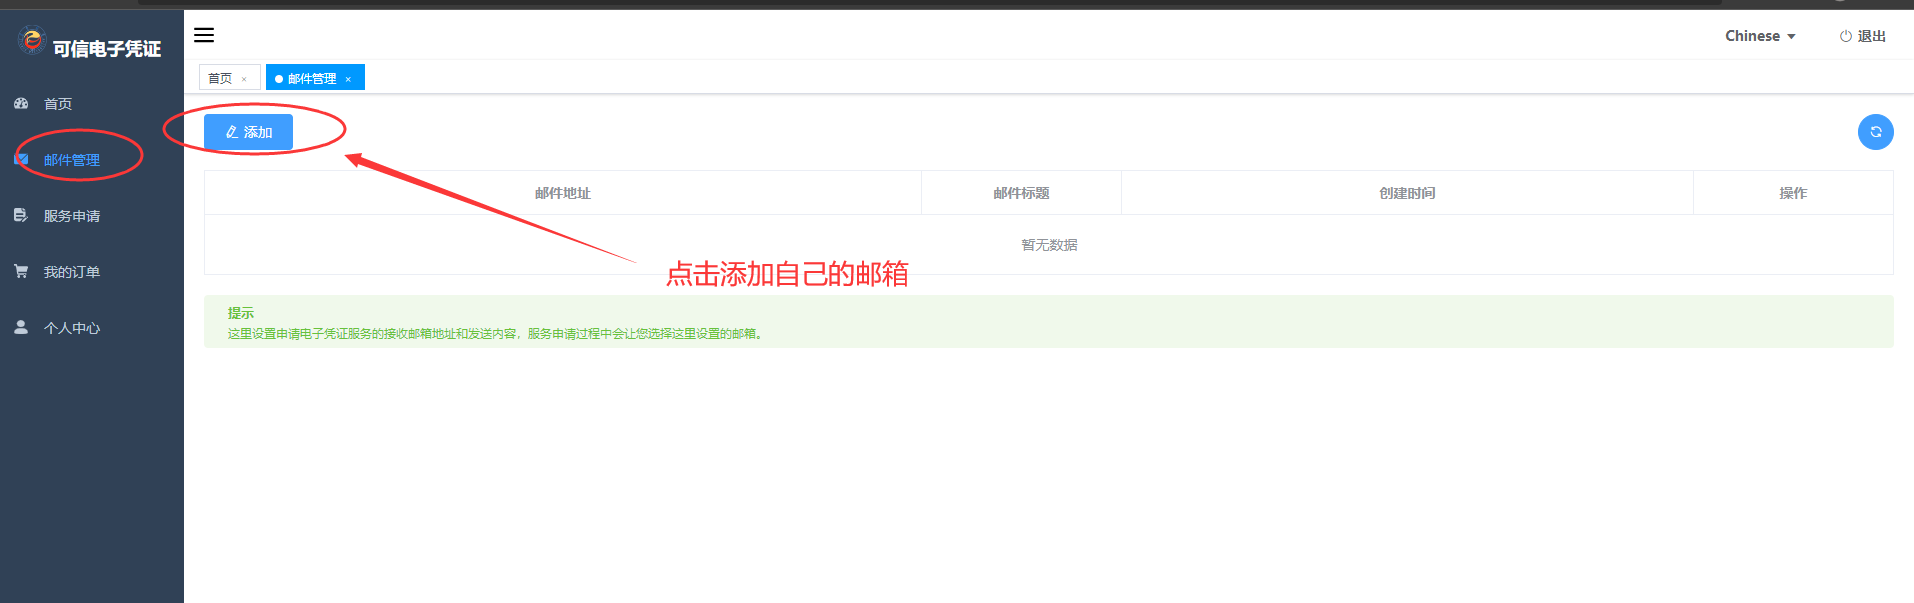 可信电子凭证
Chinese
退出
首页
邮件管理
首页
邮件管理
服务申请
我的订单
个人中心
添加
邮件地址 邮件标题 创建时间 操作
暂无数据
点击添加自己的邮箱
提示
这里设置申请电子凭证服务的接收邮箱地址和发送内容，服务申请过程中会让您选择这里设置的邮箱。